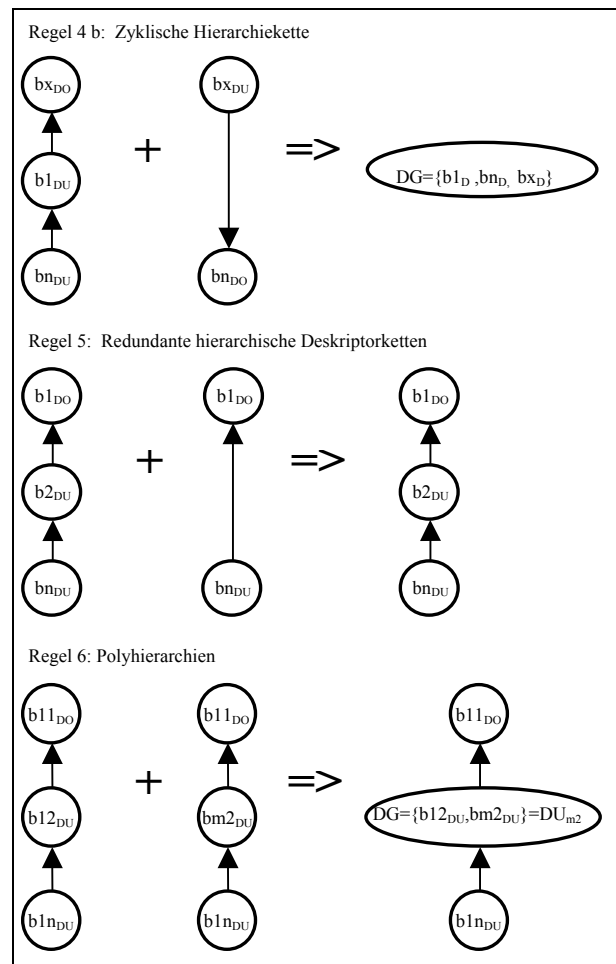 Regel 4 b: Zyklische Hierarchiekette
bxDO bxDU
+ =>
b1DU DG={b1D ,bnD, bxD}
bnDU bnDO
Regel 5: Redundante hierarchische Deskriptorketten
b1DO b1DO b1DO
+ =>
b2DU b2DU
bnDU bnDU bnDU
Regel 6: Polyhierarchien
b11DO b11DO b11DO
+ =>
b12DU bm2DU DG={b12DU,bm2DU}=DUm2
b1nDU b1nDU b1nDU